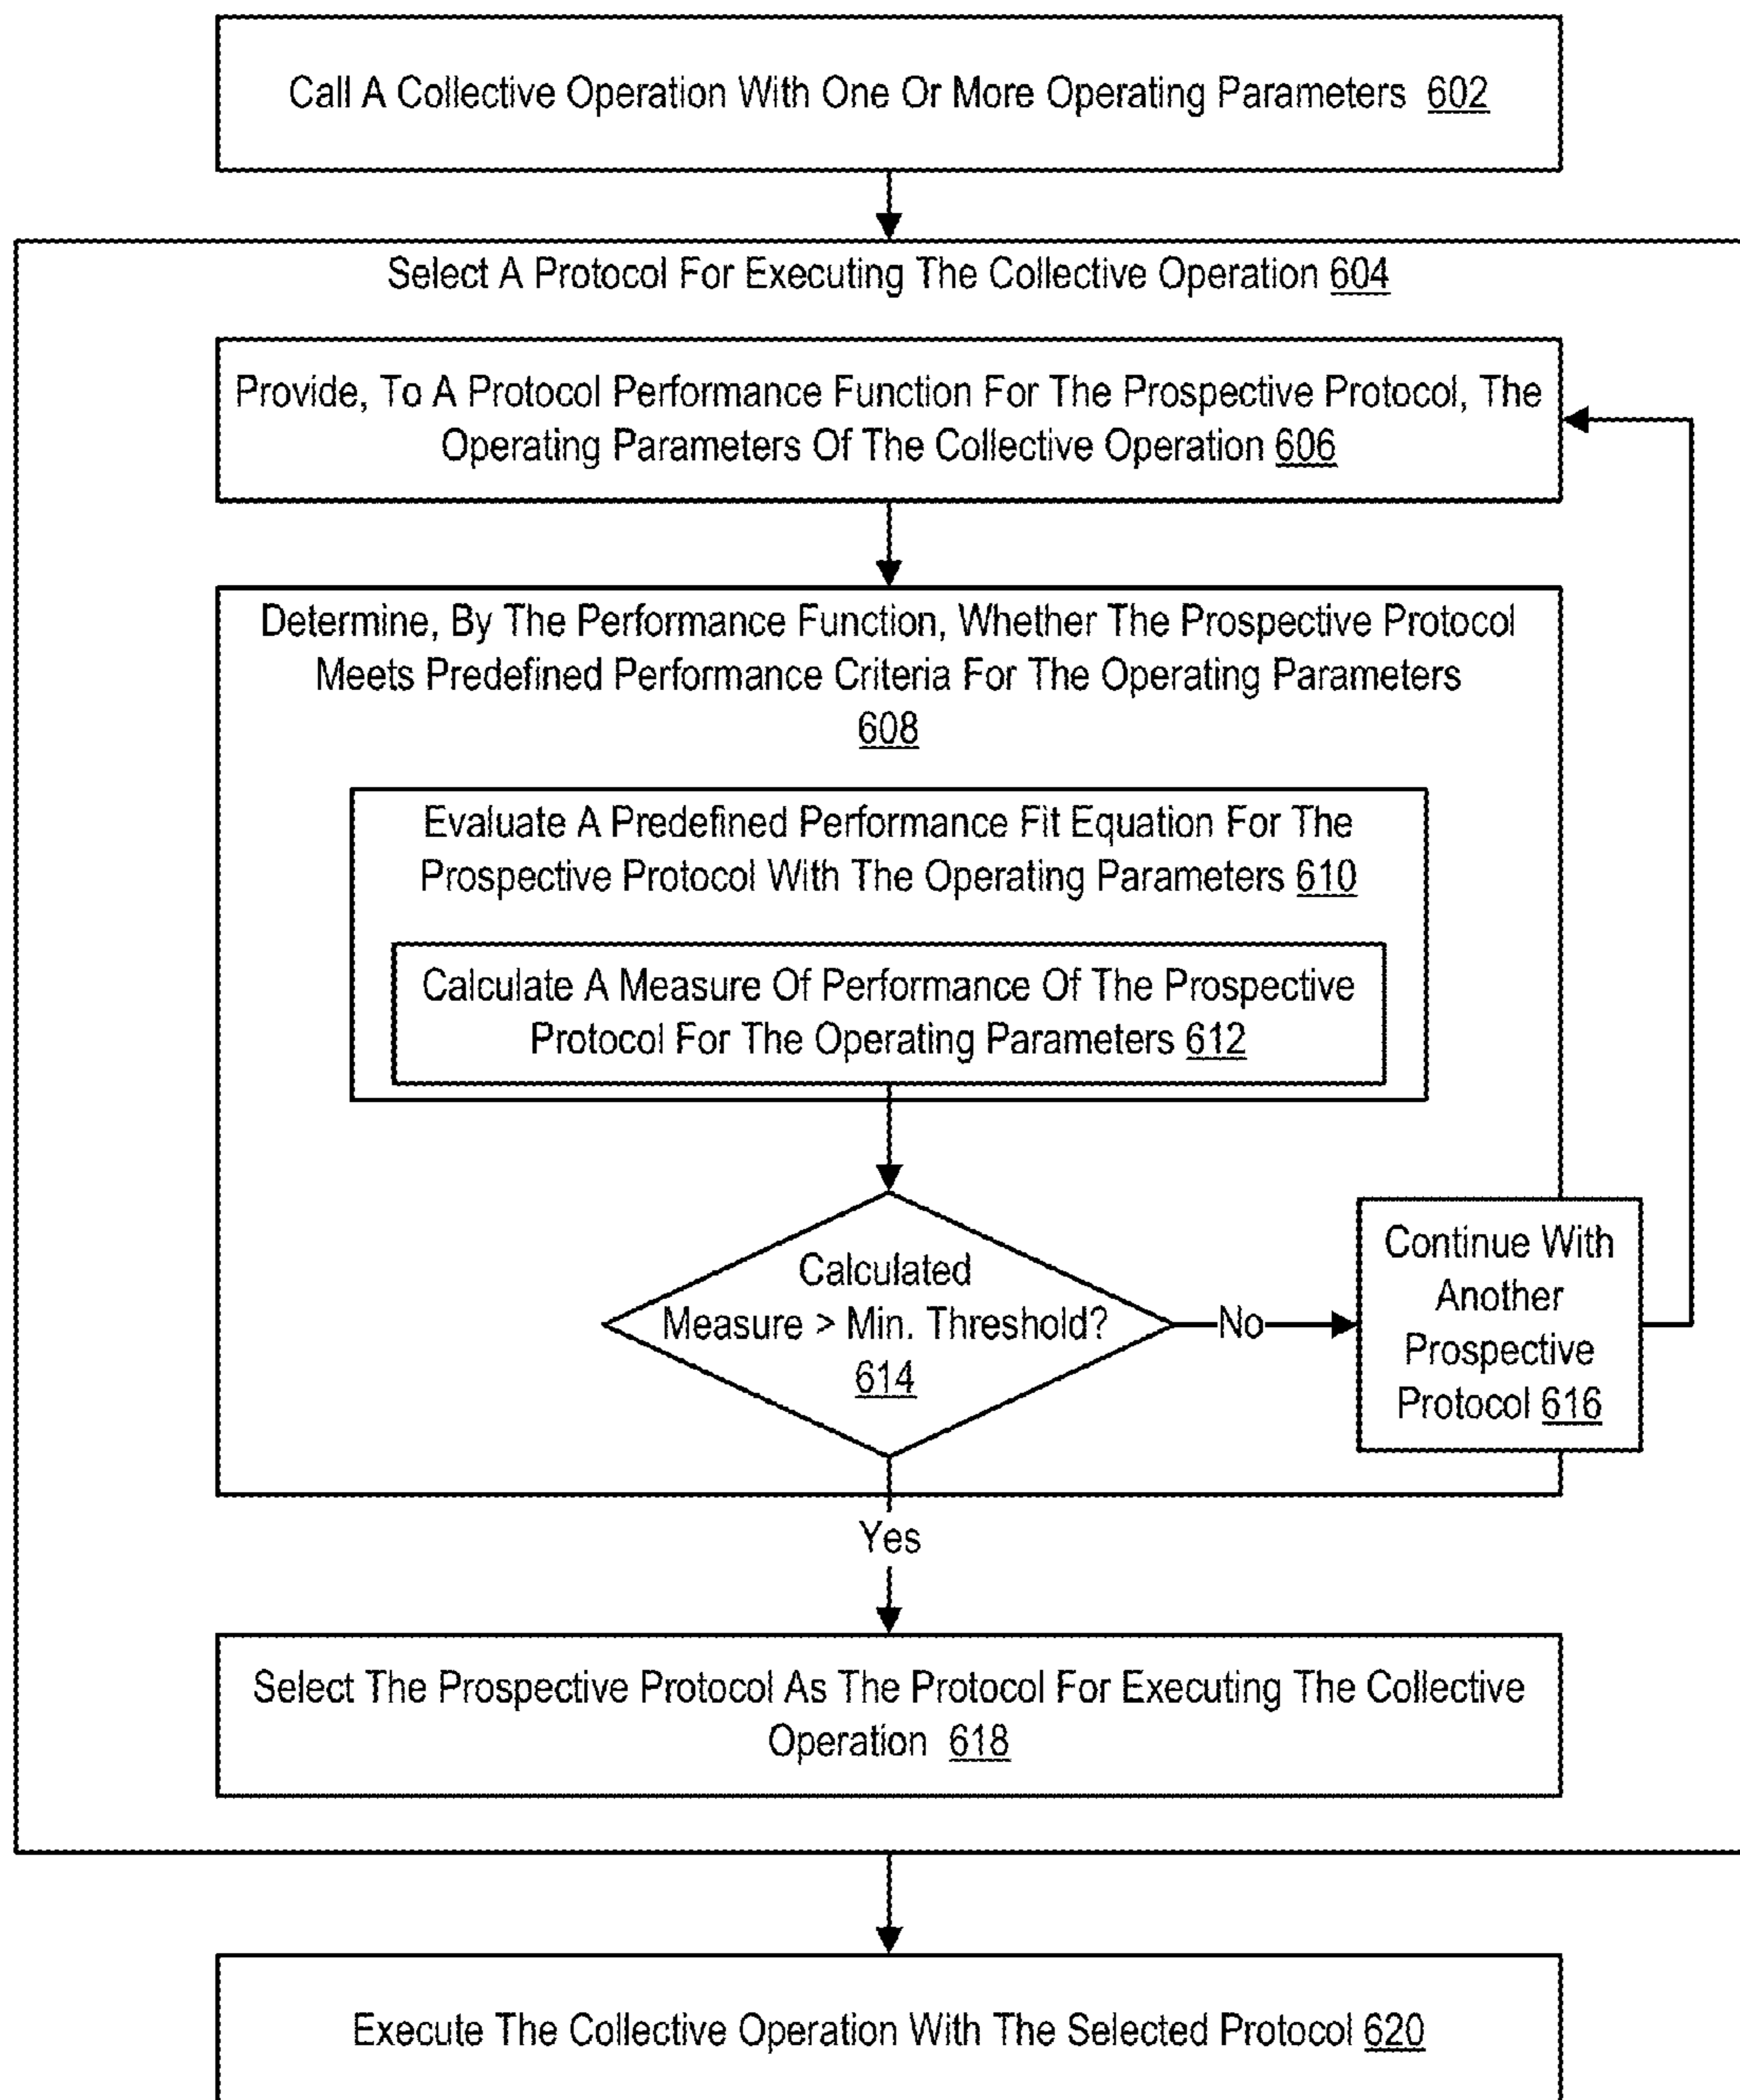 Call A Collective Operation With One Or More Operating Parameters 602
Select A Protocol For Executing The Collective Operation 604
Provide, To A Protocol Performance Function For The Prospective Protocol, The
Operating Parameters Of The Collective Operation 606
Determine, By The Performance Function, Whether The Prospective Protocol
Meets Predefined Performance Criteria For The Operating Parameters
608
Evaluate A Predefined Performance Fit Equation For The
Prospective Protocol With The Operating Parameters 610
Calculate A Measure Of Performance Of The Prospective
Protocol For The Operating Parameters 612
Calculated
Measure > Min. Threshold?
614
No
Continue With
Another
Prospective
Protocol 616
Yes
Select The Prospective Protocol As The Protocol For Executing The Collective
Operation 618
Execute The Collective Operation With The Selected Protocol 620